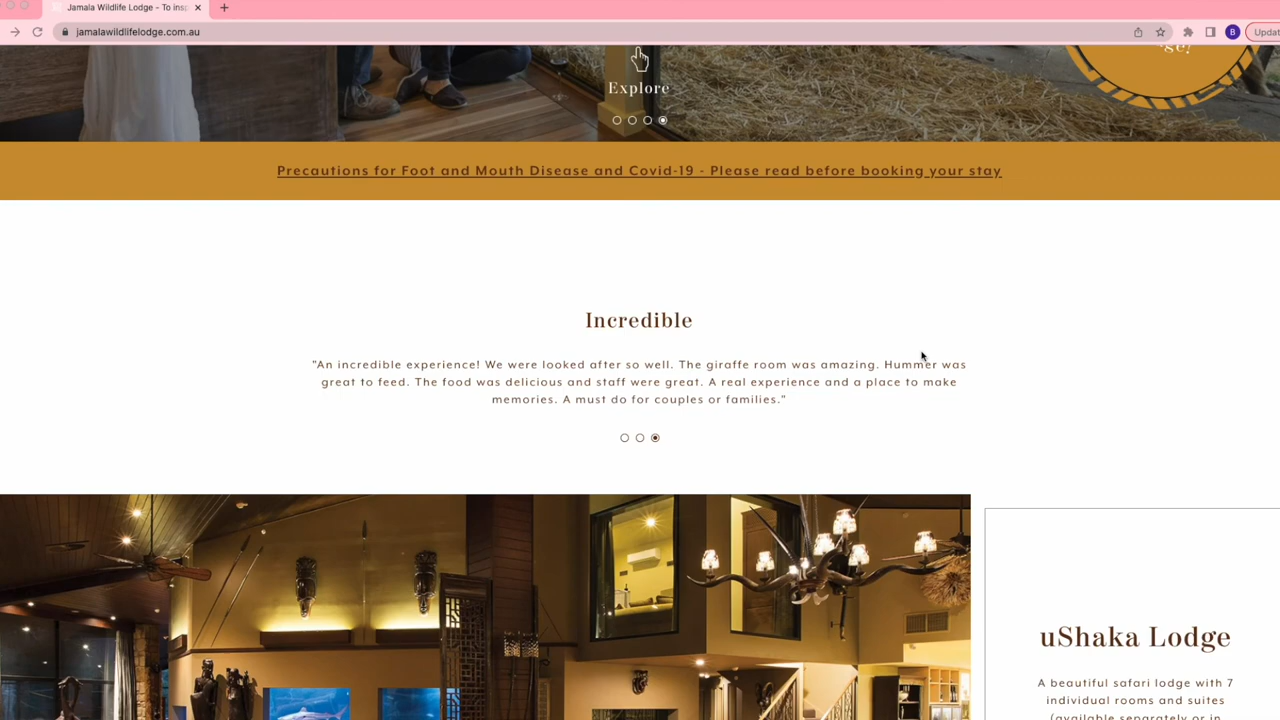 Jamala Wildlife Lodge - To insp
jamalawildlifelodge.com.au
B
Updat
Explore
Precautions for Foot and Mouth Disease and Covid-19 - Please read before booking your stay
Incredible
"An incredible experience! We were looked after so well. The giraffe room was amazing. Hummer was
great to feed. The food was delicious and staff were great. A real experience and a place to make
memories. A must do for couples or families."
uShaka Lodge
A beautiful safari lodge with 7
individual rooms and suites
(available separately or in